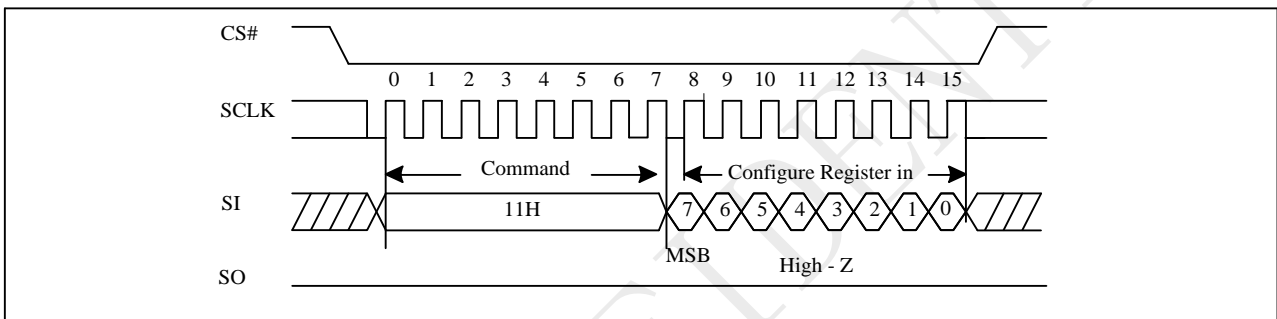 CS#
0 1 2 3 4 5 6 7 8 9 10 11 12 13 14 15
SCLK
Command Configure Register in
SI 11H 7 6 5 4 3 2 1 0
MSB High - Z
SO